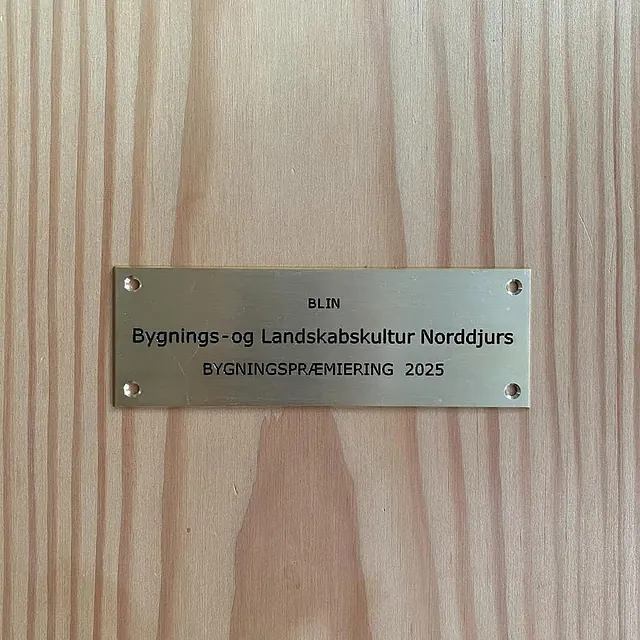 BLIN
Bygnings-og Landskabskultur Norddjurs
BYGNINGSPRÆMIERING 2025